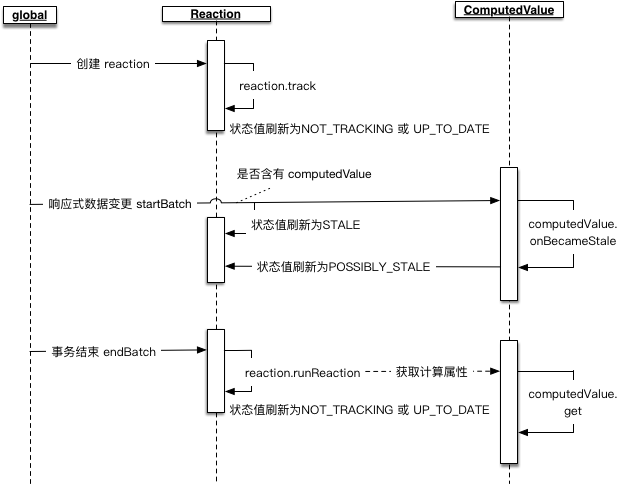 global
Reaction
ComputedValue
创建 reaction
reaction.track
状态值刷新为NOT_TRACKING 或 UP_TO_DATE
是否含有 computedValue
响应式数据变更 startBatch
状态值刷新为STALE
computedValue.
onBecameStale
状态值刷新为POSSIBLY_STALE
事务结束 endBatch
reaction.runReaction
获取计算属性
computedValue.
get
状态值刷新为NOT_TRACKING 或 UP_TO_DATE